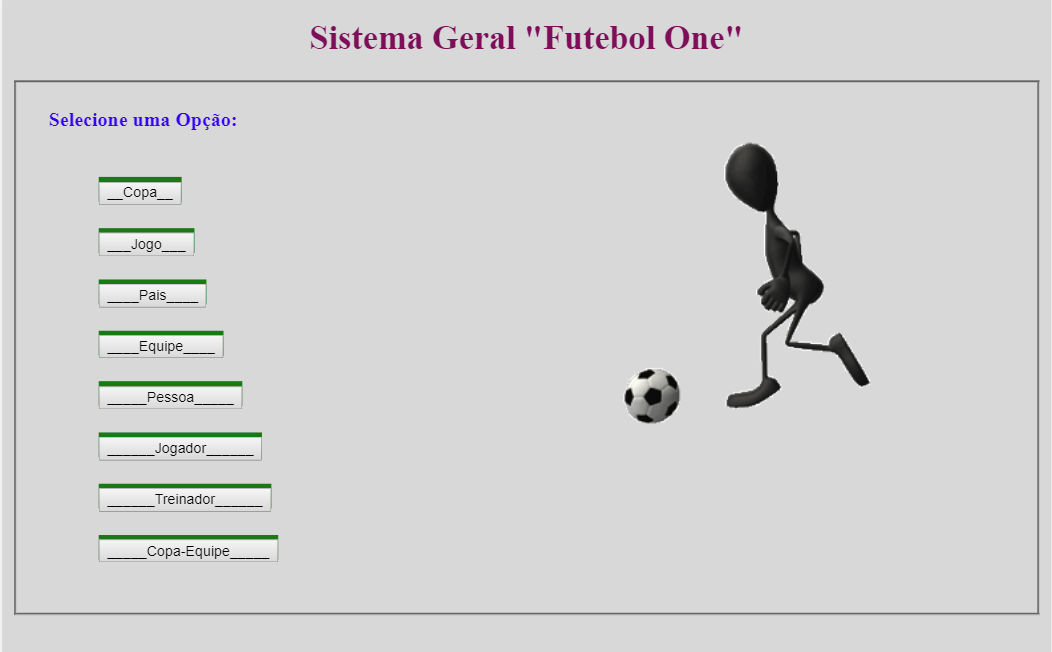 Sistema Geral "Futebol One"
Selecione uma Opção:
__Copa__
___Jogo___
____Pais____
____Equipe____
_____Pessoa_____
______Jogador______
______Treinador______
_____Copa-Equipe_____